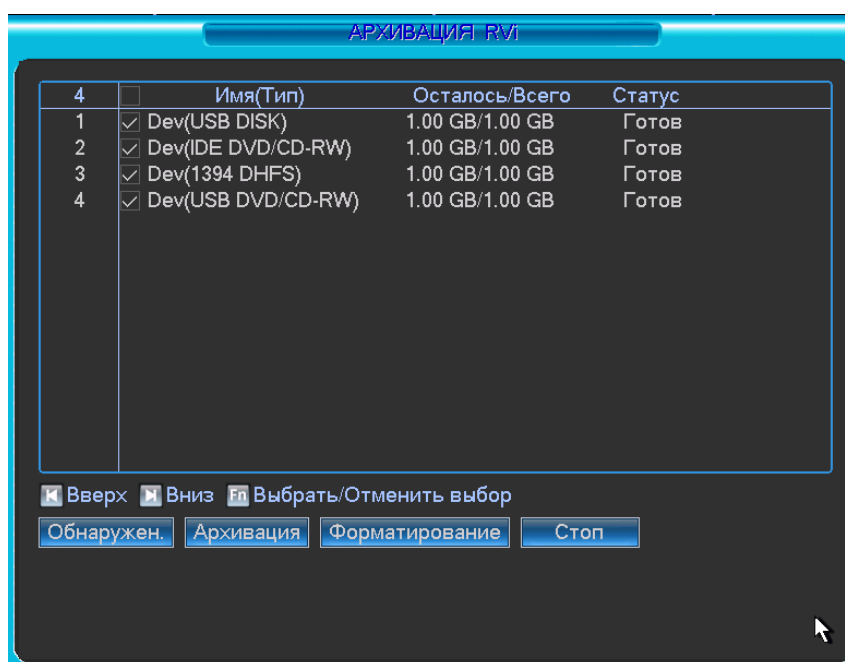 АРХИВАЦИЯ RVi
4 Имя(Тип) Осталось/Всего Статус
1 Dev(USB DISK) 1.00 GB/1.00 GB Готов
2 Dev(IDE DVD/CD-RW) 1.00 GB/1.00 GB Готов
3 Dev(1394 DHFS) 1.00 GB/1.00 GB Готов
4 Dev(USB DVD/CD-RW) 1.00 GB/1.00 GB Готов
Вверх Вниз Fn Выбрать/Отменить выбор
Обнаружен. Архивация Форматирование Стоп